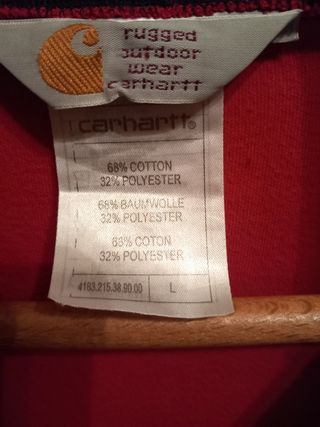 rugged
outdoor
wear
carhartt
carhartt®
68% COTTON
32% POLYESTER
68% BAUMWOLLE
32% POLYESTER
68% COTON
32% POLYESTER
4183.215.38.90.00 L